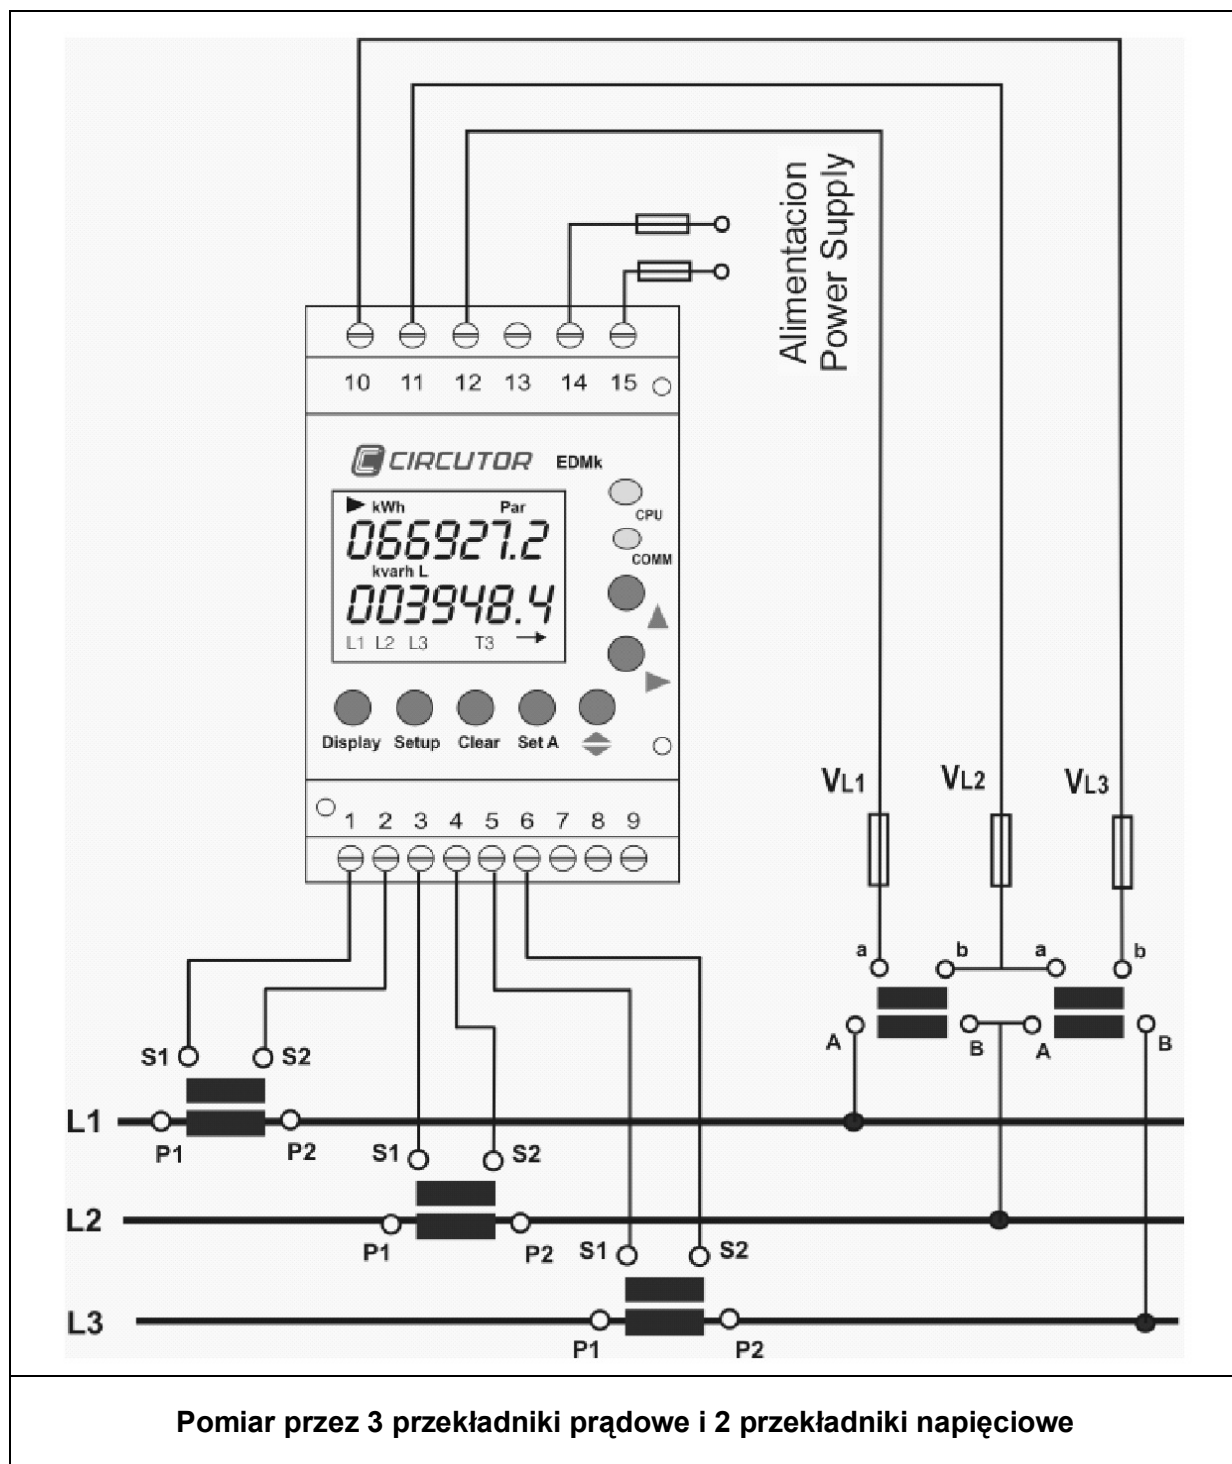 Alimentacion
Power Supply
10 11 12 13 14 15
CIRCUTOR EDMk
kWh Par
066927.2
kvarh L
003948.4
L1 L2 L3 T3
CPU
COMM
Display Setup Clear Set A
1 2 3 4 5 6 7 8 9
VL1 VL2 VL3
a b a b
A B A B
S1 S2
L1
P1 P2
S1 S2
L2
P1 P2
S1 S2
L3
P1 P2
Pomiar przez 3 przekładniki prądowe i 2 przekładniki napięciowe